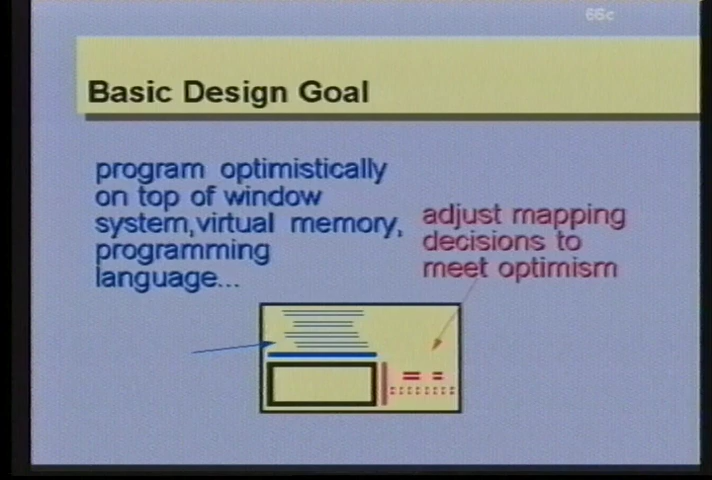 66c
Basic Design Goal
program optimistically
on top of window
system,virtual memory,
programming
language...
adjust mapping
decisions to
meet optimism